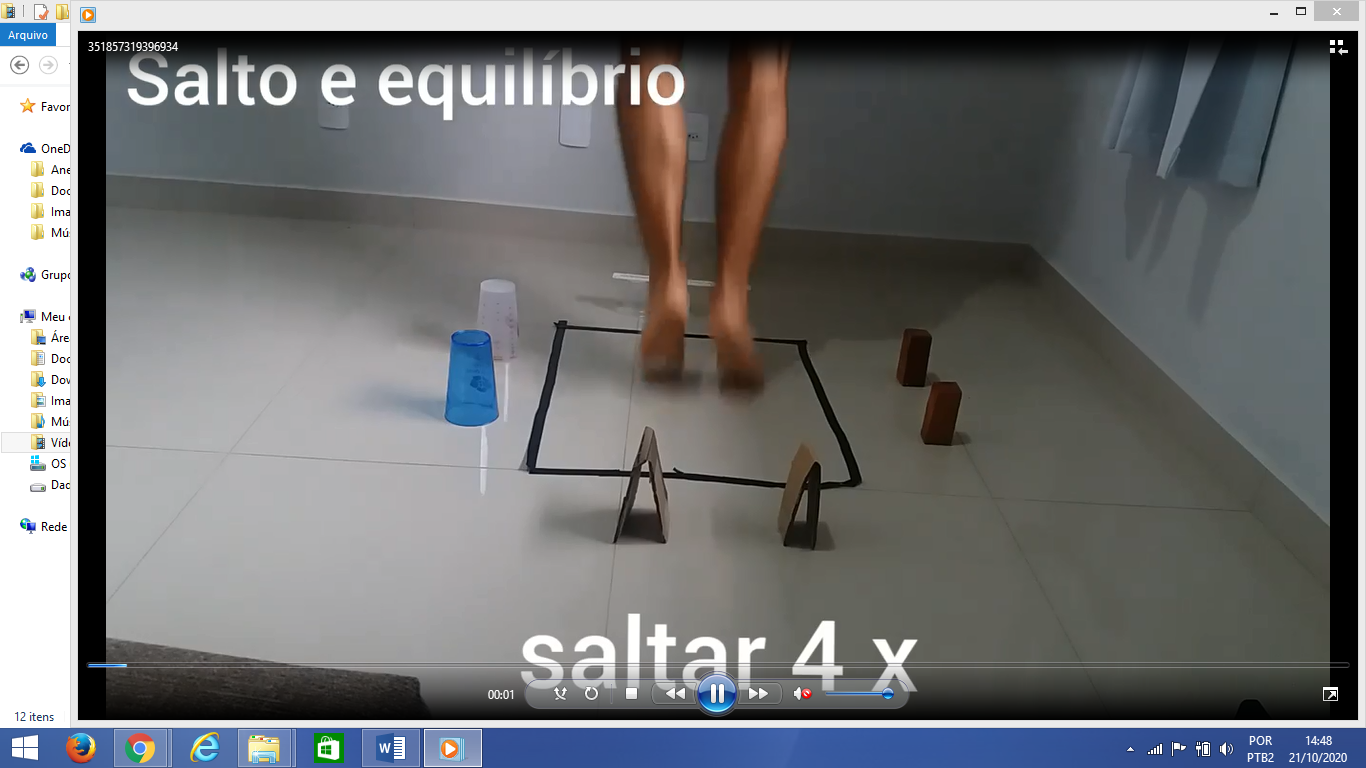 Arquivo
351857319396934
Salto e equilíbrio
Favor
OneD
Ane
Doc
Ima
Mú
Grupo
Meu c
Áre
Doc
Dow
Ima
Mú
Víde
OS
Dad
Rede
saltar 4 x
00:01
12 itens
POR
PTB2
14:48
21/10/2020